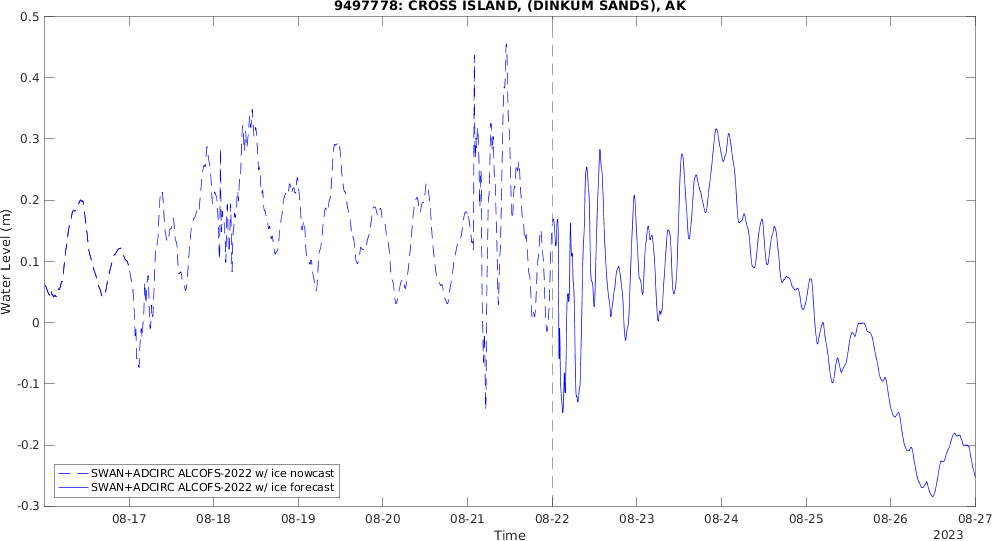 9497778: CROSS ISLAND, (DINKUM SANDS), AK
Water Level (m)
0.5
0.4
0.3
0.2
0.1
0
-0.1
-0.2
-0.3
SWAN+ADCIRC ALCOFS-2022 w/ ice nowcast
SWAN+ADCIRC ALCOFS-2022 w/ ice forecast
08-17 08-18 08-19 08-20 08-21 08-22 08-23 08-24 08-25 08-26 08-27
Time
2023